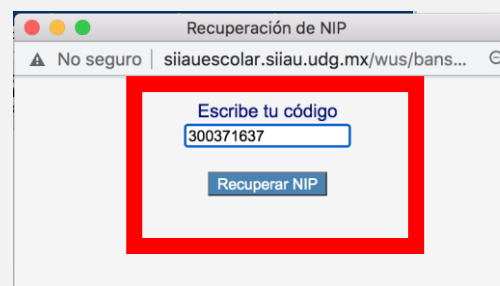 Recuperación de NIP
No seguro | siiauescolar.siiau.udg.mx/wus/bans...
Escribe tu código
300371637
Recuperar NIP